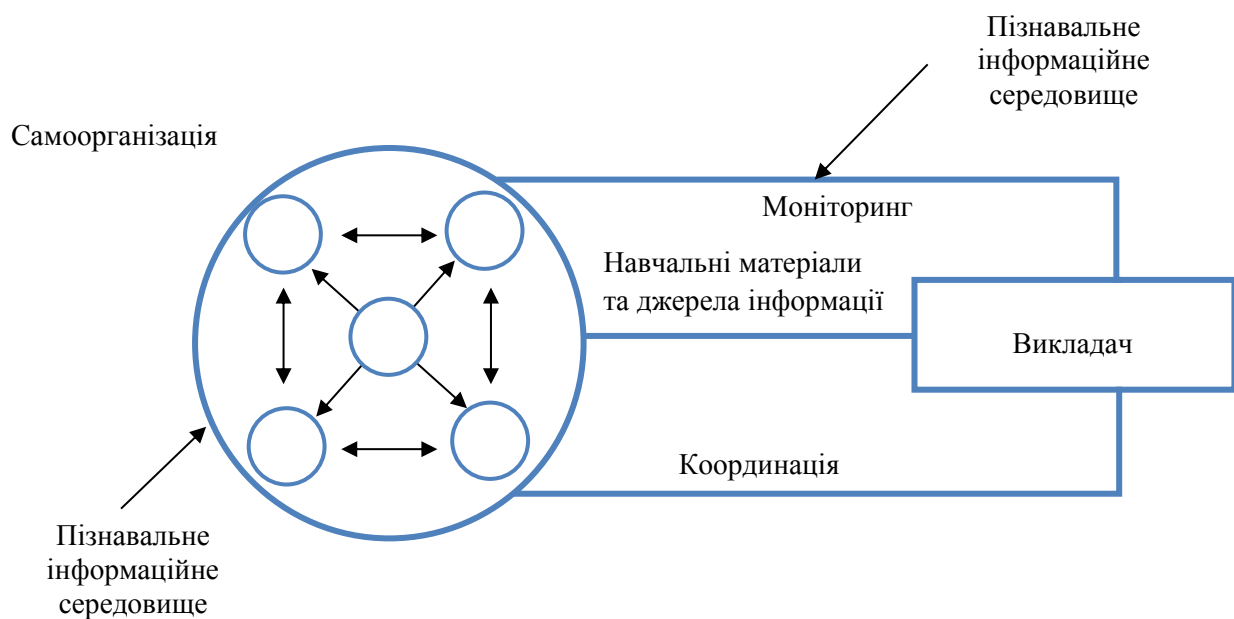 Пізнавальне
інформаційне
середовище
Самоорганізація
Моніторинг
Навчальні матеріали
та джерела інформації
Викладач
Координація
Пізнавальне
інформаційне
середовище